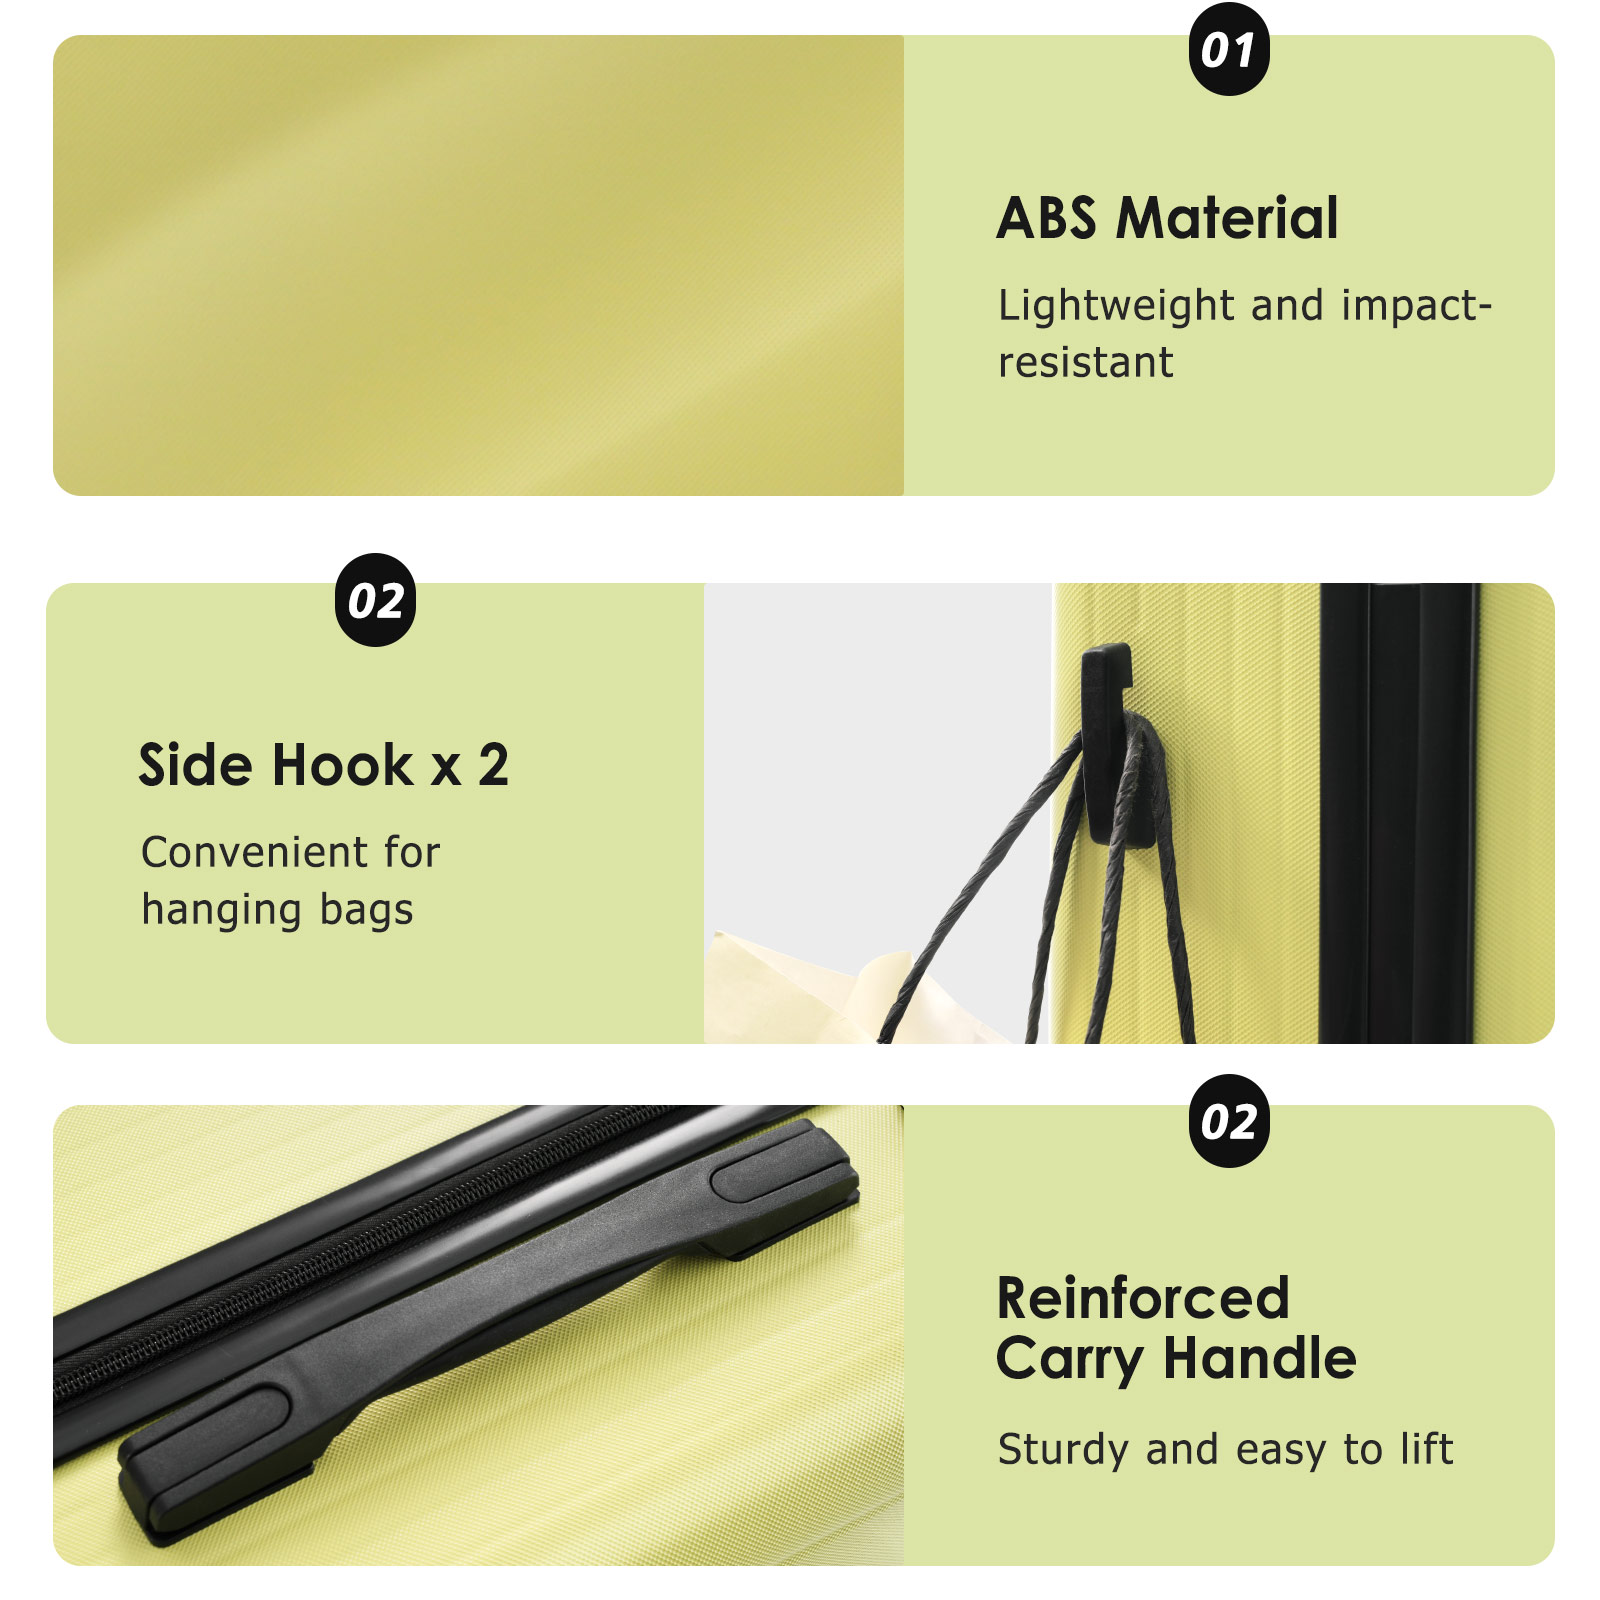 01
ABS Material
Lightweight and impact-
resistant
02
Side Hook x 2
Convenient for
hanging bags
02
Reinforced
Carry Handle
Sturdy and easy to lift